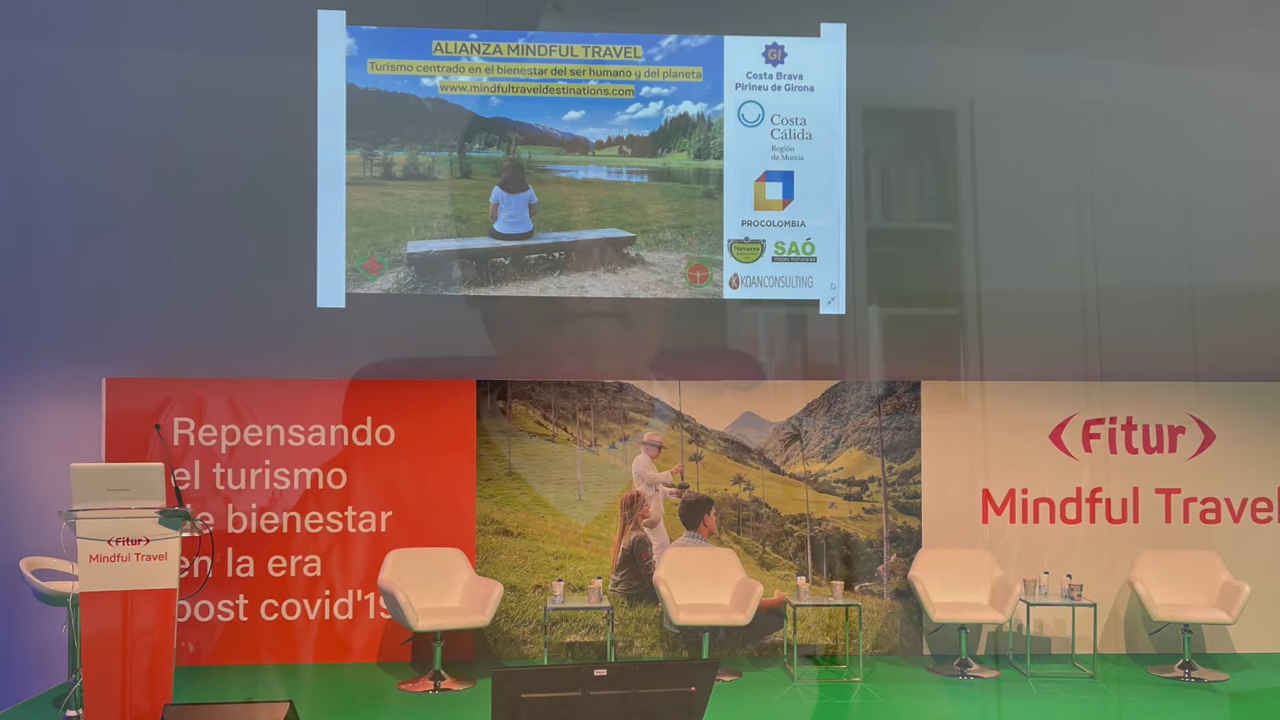 ALIANZA MINDFUL TRAVEL
Turismo centrado en el bienestar del ser humano y del planeta
www.mindfultraveldestinations.com
GI
Costa Brava
Pirineu de Girona
Costa
Cálida
Región
de Murcia
PROCOLOMBIA
Navarro
SAÓ
KOANCONSULTING
Repensando
el turismo
e bienestar
en la era
post covid'19
Fitur
Mindful Travel
Fitur
Mindful Travel